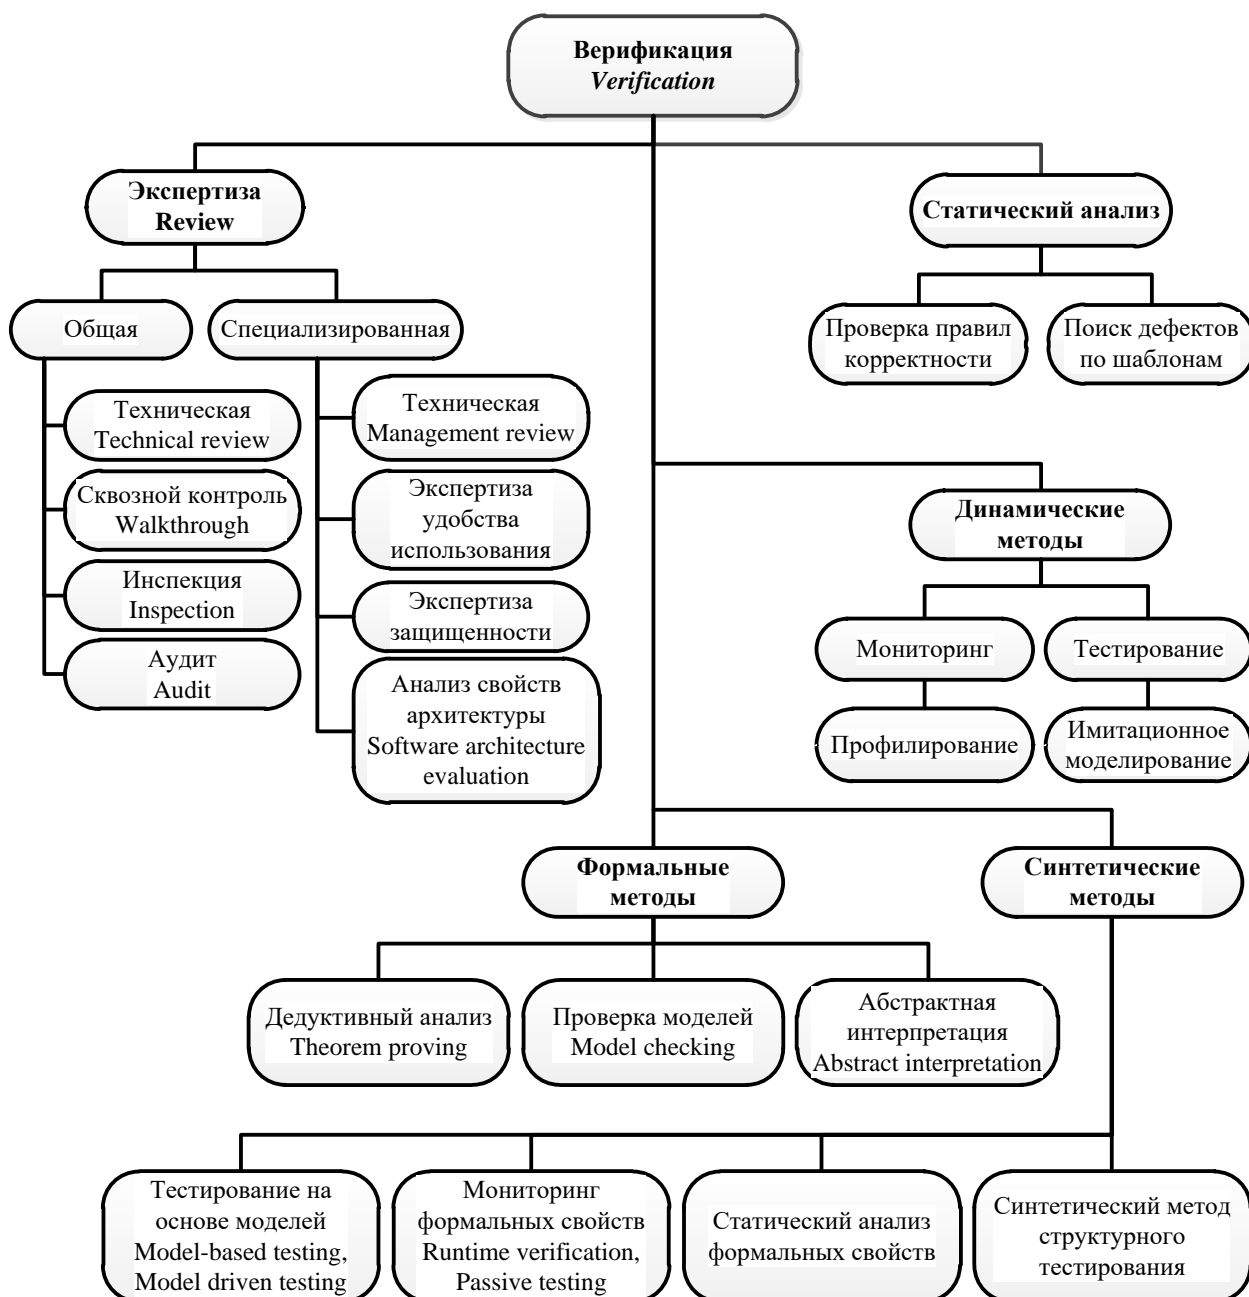 Верификация
Verification
Экспертиза
Review
Статический анализ
Общая
Специализированная
Проверка правил
корректности
Поиск дефектов
по шаблонам
Техническая
Technical review
Сквозной контроль
Walkthrough
Инспекция
Inspection
Аудит
Audit
Техническая
Management review
Экспертиза
удобства
использования
Экспертиза
защищенности
Анализ свойств
архитектуры
Software architecture
evaluation
Динамические
методы
Мониторинг
Тестирование
Профилирование
Имитационное
моделирование
Формальные
методы
Синтетические
методы
Дедуктивный анализ
Theorem proving
Проверка моделей
Model checking
Абстрактная
интерпретация
Abstract interpretation
Тестирование на
основе моделей
Model-based testing,
Model driven testing
Мониторинг
формальных свойств
Runtime verification,
Passive testing
Статический анализ
формальных свойств
Синтетический метод
структурного
тестирования